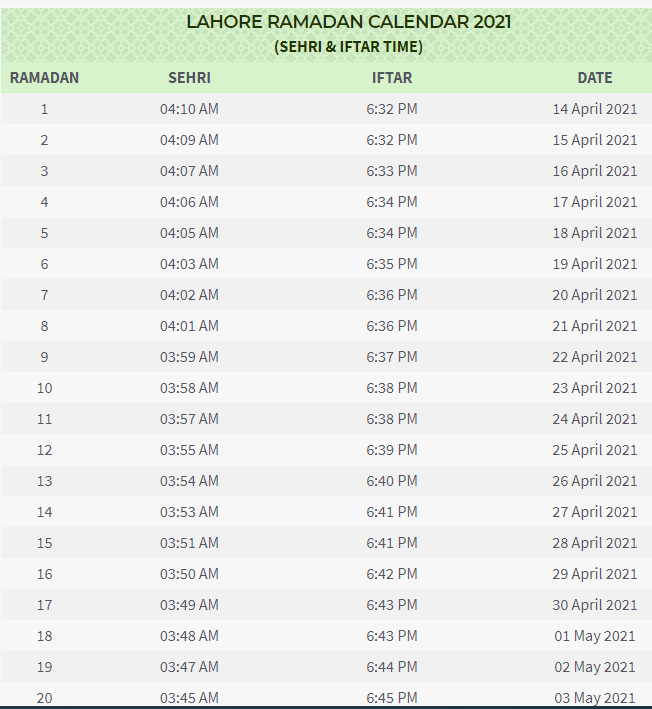 LAHORE RAMADAN CALENDAR 2021
(SEHRI & IFTAR TIME)
RAMADAN SEHRI IFTAR DATE
1 04:10 AM 6:32 PM 14 April 2021
2 04:09 AM 6:32 PM 15 April 2021
3 04:07 AM 6:33 PM 16 April 2021
4 04:06 AM 6:34 PM 17 April 2021
5 04:05 AM 6:34 PM 18 April 2021
6 04:03 AM 6:35 PM 19 April 2021
7 04:02 AM 6:36 PM 20 April 2021
8 04:01 AM 6:36 PM 21 April 2021
9 03:59 AM 6:37 PM 22 April 2021
10 03:58 AM 6:38 PM 23 April 2021
11 03:57 AM 6:38 PM 24 April 2021
12 03:55 AM 6:39 PM 25 April 2021
13 03:54 AM 6:40 PM 26 April 2021
14 03:53 AM 6:41 PM 27 April 2021
15 03:51 AM 6:41 PM 28 April 2021
16 03:50 AM 6:42 PM 29 April 2021
17 03:49 AM 6:43 PM 30 April 2021
18 03:48 AM 6:43 PM 01 May 2021
19 03:47 AM 6:44 PM 02 May 2021
20 03:45 AM 6:45 PM 03 May 2021